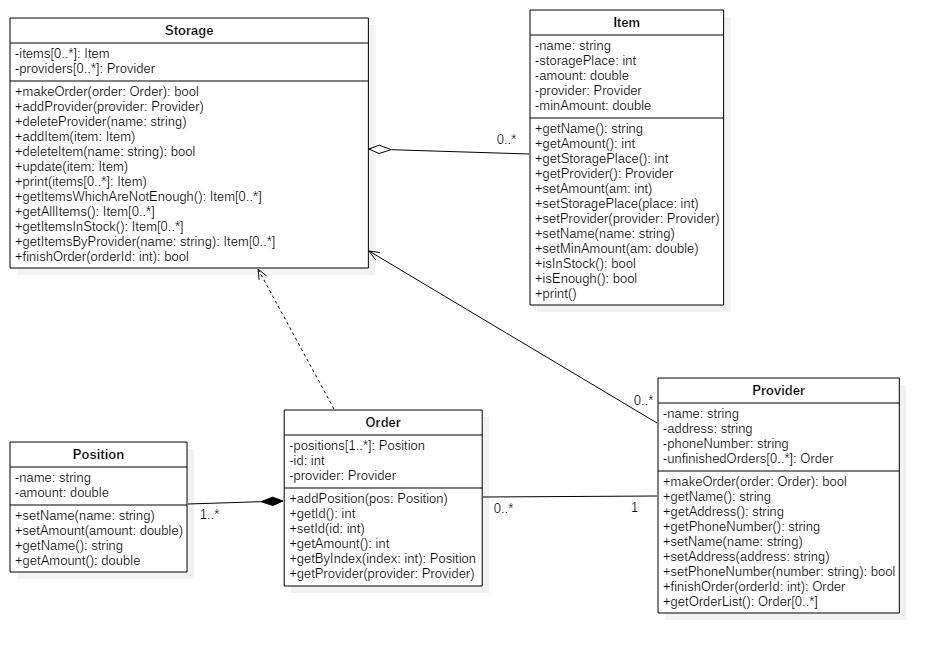 Storage
-items[0..*]: Item
-providers[0..*]: Provider
+makeOrder(order: Order): bool
+addProvider(provider: Provider)
+deleteProvider(name: string)
+addItem(item: Item)
+deleteItem(name: string): bool
+update(item: Item)
+print(items[0..*]: Item)
+getItemsWhichAreNotEnough(): Item[0..*]
+getAllItems(): Item[0..*]
+getItemsInStock(): Item[0..*]
+getItemsByProvider(name: string): Item[0..*]
+finishOrder(orderId: int): bool
0..*
Item
-name: string
-storagePlace: int
-amount: double
-provider: Provider
-minAmount: double
+getName(): string
+getAmount(): int
+getStoragePlace(): int
+getProvider(): Provider
+setAmount(am: int)
+setStoragePlace(place: int)
+setProvider(provider: Provider)
+setName(name: string)
+setMinAmount(am: double)
+isInStock(): bool
+isEnough(): bool
+print()
Position
-name: string
-amount: double
+setName(name: string)
+setAmount(amount: double)
+getName(): string
+getAmount(): double
1..*
Order
-positions[1..*]: Position
-id: int
-provider: Provider
+addPosition(pos: Position)
+getId(): int
+setId(id: int)
+getAmount(): int
+getByIndex(index: int): Position
+getProvider(provider: Provider)
0..*
1
0..*
Provider
-name: string
-address: string
-phoneNumber: string
-unfinishedOrders[0..*]: Order
+makeOrder(order: Order): bool
+getName(): string
+getAddress(): string
+getPhoneNumber(): string
+setName(name: string)
+setAddress(address: string)
+setPhoneNumber(number: string): bool
+finishOrder(orderId: int): Order
+getOrderList(): Order[0..*]